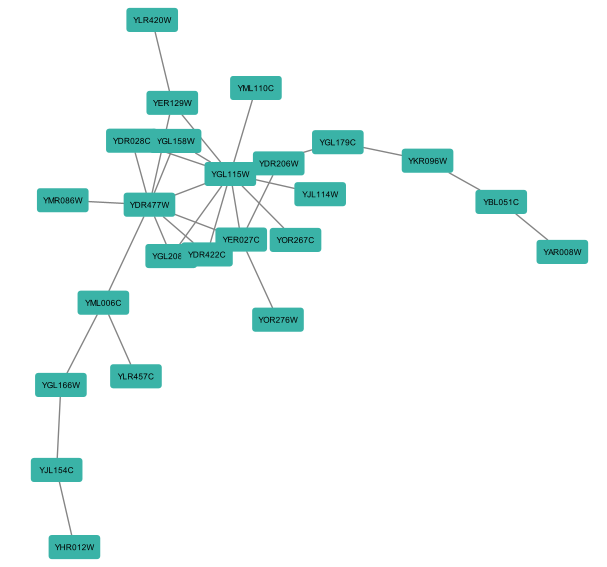 YLR420W
YML110C
YER129W
YDR028C
YGL158W
YGL179C
YKR096W
YDR206W
YGL115W
YJL114W
YMR086W
YDR477W
YBL051C
YER027C
YOR267C
YAR008W
YGL208
YDR422C
YML006C
YOR276W
YLR457C
YGL166W
YJL154C
YHR012W